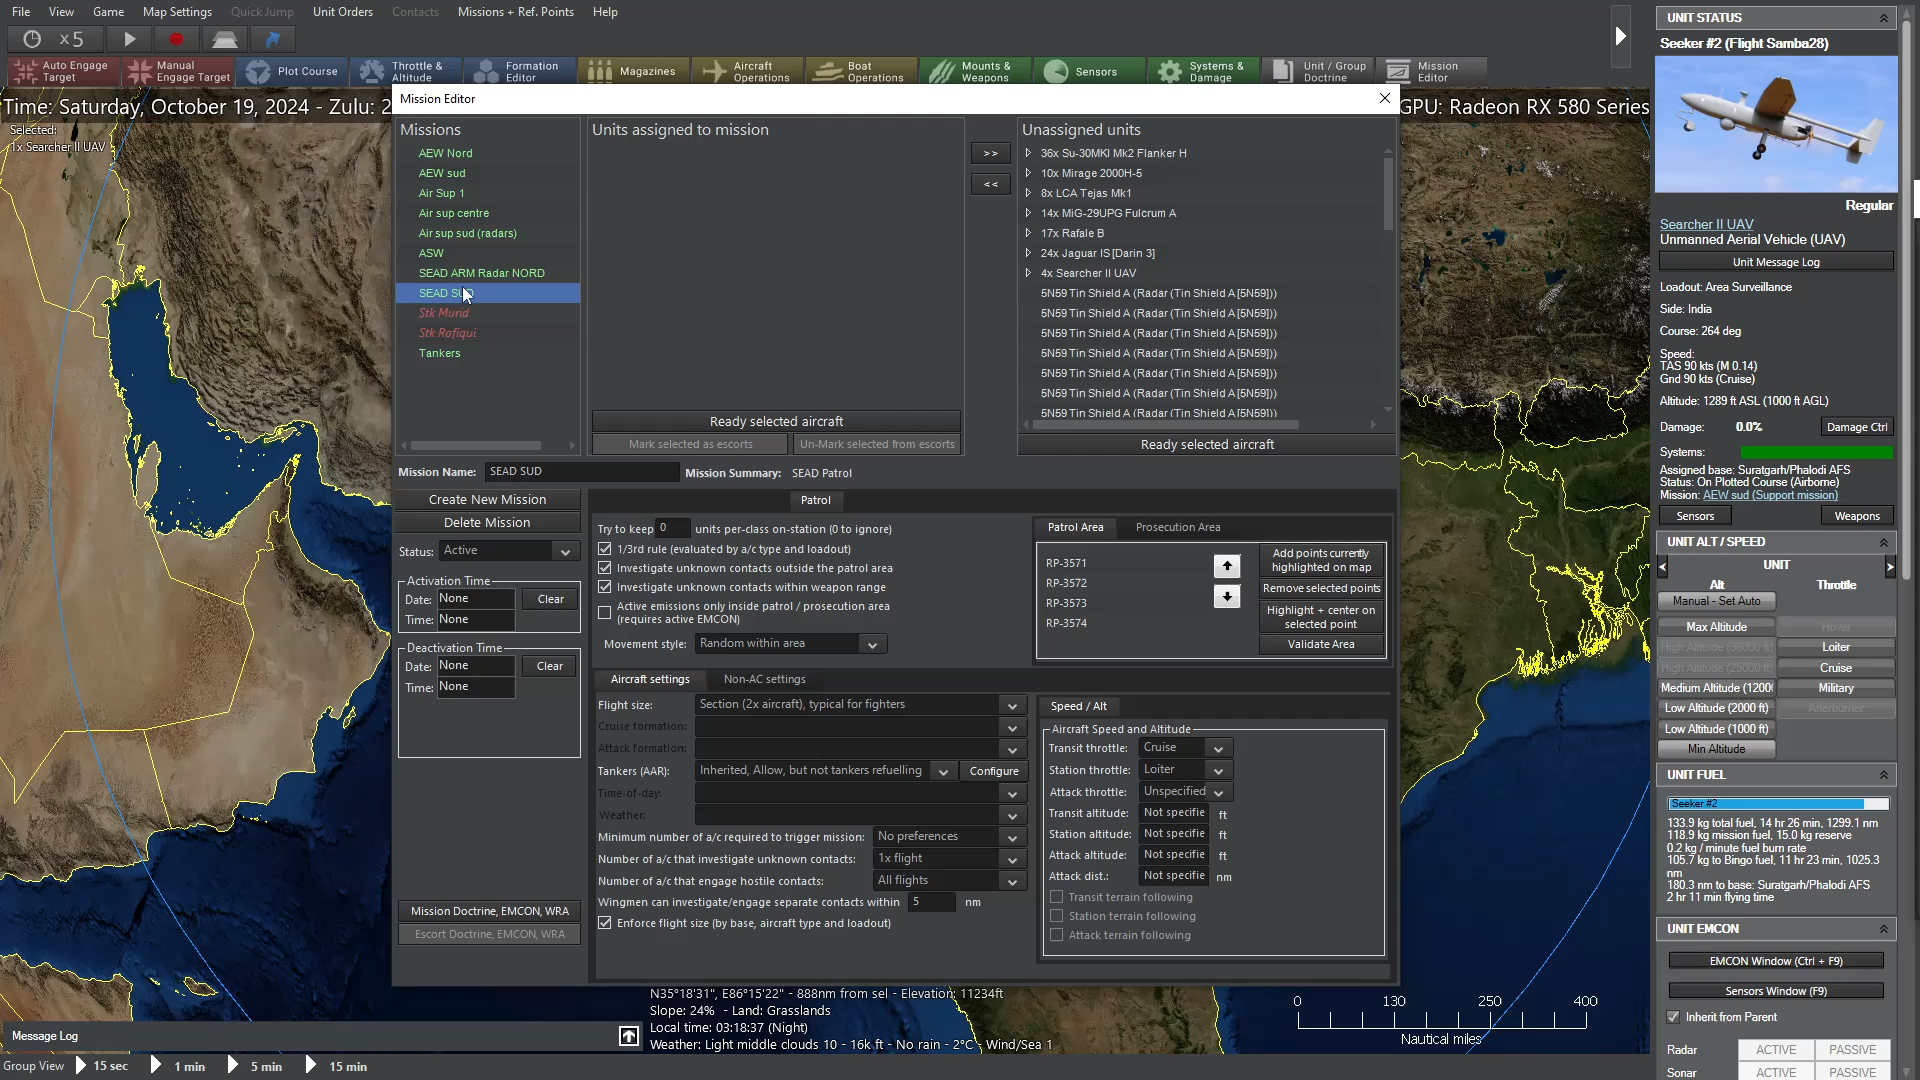 File View Game Map Settings Quick Jump Unit Orders Contacts Missions + Ref. Points Help
x5
Auto Engage Target
Manual Engage Target
Plot Course
Throttle & Altitude
Formation Editor
Magazines
Aircraft Operations
Boat Operations
Mounts & Weapons
Sensors
Systems & Damage
Unit / Group Doctrine
Mission Editor
Time: Saturday, October 19, 2024 - Zulu: 2
GPU: Radeon RX 580 Series
Selected:
1x Searcher II UAV
Mission Editor
Missions
AEW Nord
AEW sud
Air Sup 1
Air sup centre
Air sup sud (radars)
ASW
SEAD ARM Radar NORD
SEAD SUD
Stk Murid
Stk Rafiqui
Tankers
Units assigned to mission
>>
<<
Ready selected aircraft
Mark selected as escorts
Un-Mark selected from escorts
Unassigned units
36x Su-30MKI Mk2 Flanker H
10x Mirage 2000H-5
8x LCA Tejas Mk1
14x MiG-29UPG Fulcrum A
17x Rafale B
24x Jaguar IS [Darin 3]
4x Searcher II UAV
5N59 Tin Shield A (Radar (Tin Shield A [5N59]))
5N59 Tin Shield A (Radar (Tin Shield A [5N59]))
5N59 Tin Shield A (Radar (Tin Shield A [5N59]))
5N59 Tin Shield A (Radar (Tin Shield A [5N59]))
5N59 Tin Shield A (Radar (Tin Shield A [5N59]))
5N59 Tin Shield A (Radar (Tin Shield A [5N59]))
5N59 Tin Shield A (Radar (Tin Shield A [5N59]))
Ready selected aircraft
Mission Name: SEAD SUD Mission Summary: SEAD Patrol
Create New Mission
Delete Mission
Status: Active
Activation Time
Date: None Clear
Time: None
Deactivation Time
Date: None Clear
Time: None
Mission Doctrine, EMCON, WRA
Escort Doctrine, EMCON, WRA
Patrol
Try to keep 0 units per-class on-station (0 to ignore)
1/3rd rule (evaluated by a/c type and loadout)
Investigate unknown contacts outside the patrol area
Investigate unknown contacts within weapon range
Active emissions only inside patrol / prosecution area
(requires active EMCON)
Movement style: Random within area
Patrol Area Prosecution Area
RP-3571
RP-3572
RP-3573
RP-3574
Add points currently highlighted on map
Remove selected points
Highlight + center on selected point
Validate Area
Aircraft settings Non-AC settings
Flight size: Section (2x aircraft), typical for fighters
Cruise formation:
Attack formation:
Tankers (AAR): Inherited, Allow, but not tankers refuelling Configure
Time-of-day:
Weather:
Minimum number of a/c required to trigger mission: No preferences
Number of a/c that investigate unknown contacts: 1x flight
Number of a/c that engage hostile contacts: All flights
Wingmen can investigate/engage separate contacts within 5 nm
Enforce flight size (by base, aircraft type and loadout)
Speed / Alt
Aircraft Speed and Altitude
Transit throttle: Cruise
Station throttle: Loiter
Attack throttle: Unspecified
Transit altitude: Not specifie ft
Station altitude: Not specifie ft
Attack altitude: Not specifie ft
Attack dist.: Not specifie nm
Transit terrain following
Station terrain following
Attack terrain following
N35°18'31", E86°15'22" - 888nm from sel - Elevation: 11234ft
Slope: 24% - Land: Grasslands
Local time: 03:18:37 (Night)
Weather: Light middle clouds 10 - 16k ft - No rain - 2°C - Wind/Sea 1
0 130 250 400
Nautical miles
Message Log
Group View 15 sec 1 min 5 min 15 min
UNIT STATUS
Seeker #2 (Flight Samba28)
Regular
Searcher II UAV
Unmanned Aerial Vehicle (UAV)
Unit Message Log
Loadout: Area Surveillance
Side: India
Course: 264 deg
Speed:
TAS 90 kts (M 0.14)
Gnd 90 kts (Cruise)
Altitude: 1289 ft ASL (1000 ft AGL)
Damage: 0.0% Damage Ctrl
Systems:
Assigned base: Suratgarh/Phalodi AFS
Status: On Plotted Course (Airborne)
Mission: AEW sud (Support mission)
Sensors Weapons
UNIT ALT / SPEED
UNIT
Alt Throttle
Manual - Set Auto
Max Altitude Hover
High Altitude (36000 ft) Loiter
High Altitude (25000 ft) Cruise
Medium Altitude (1200 Military
Low Altitude (2000 ft) Afterburner
Low Altitude (1000 ft)
Min Altitude
UNIT FUEL
Seeker #2
133.9 kg total fuel, 14 hr 26 min, 1299.1 nm
118.9 kg mission fuel, 15.0 kg reserve
0.2 kg / minute fuel burn rate
105.7 kg to Bingo fuel, 11 hr 23 min, 1025.3
nm
180.3 nm to base: Suratgarh/Phalodi AFS
2 hr 11 min flying time
UNIT EMCON
EMCON Window (Ctrl + F9)
Sensors Window (F9)
Inherit from Parent
Radar ACTIVE PASSIVE
Sonar ACTIVE PASSIVE